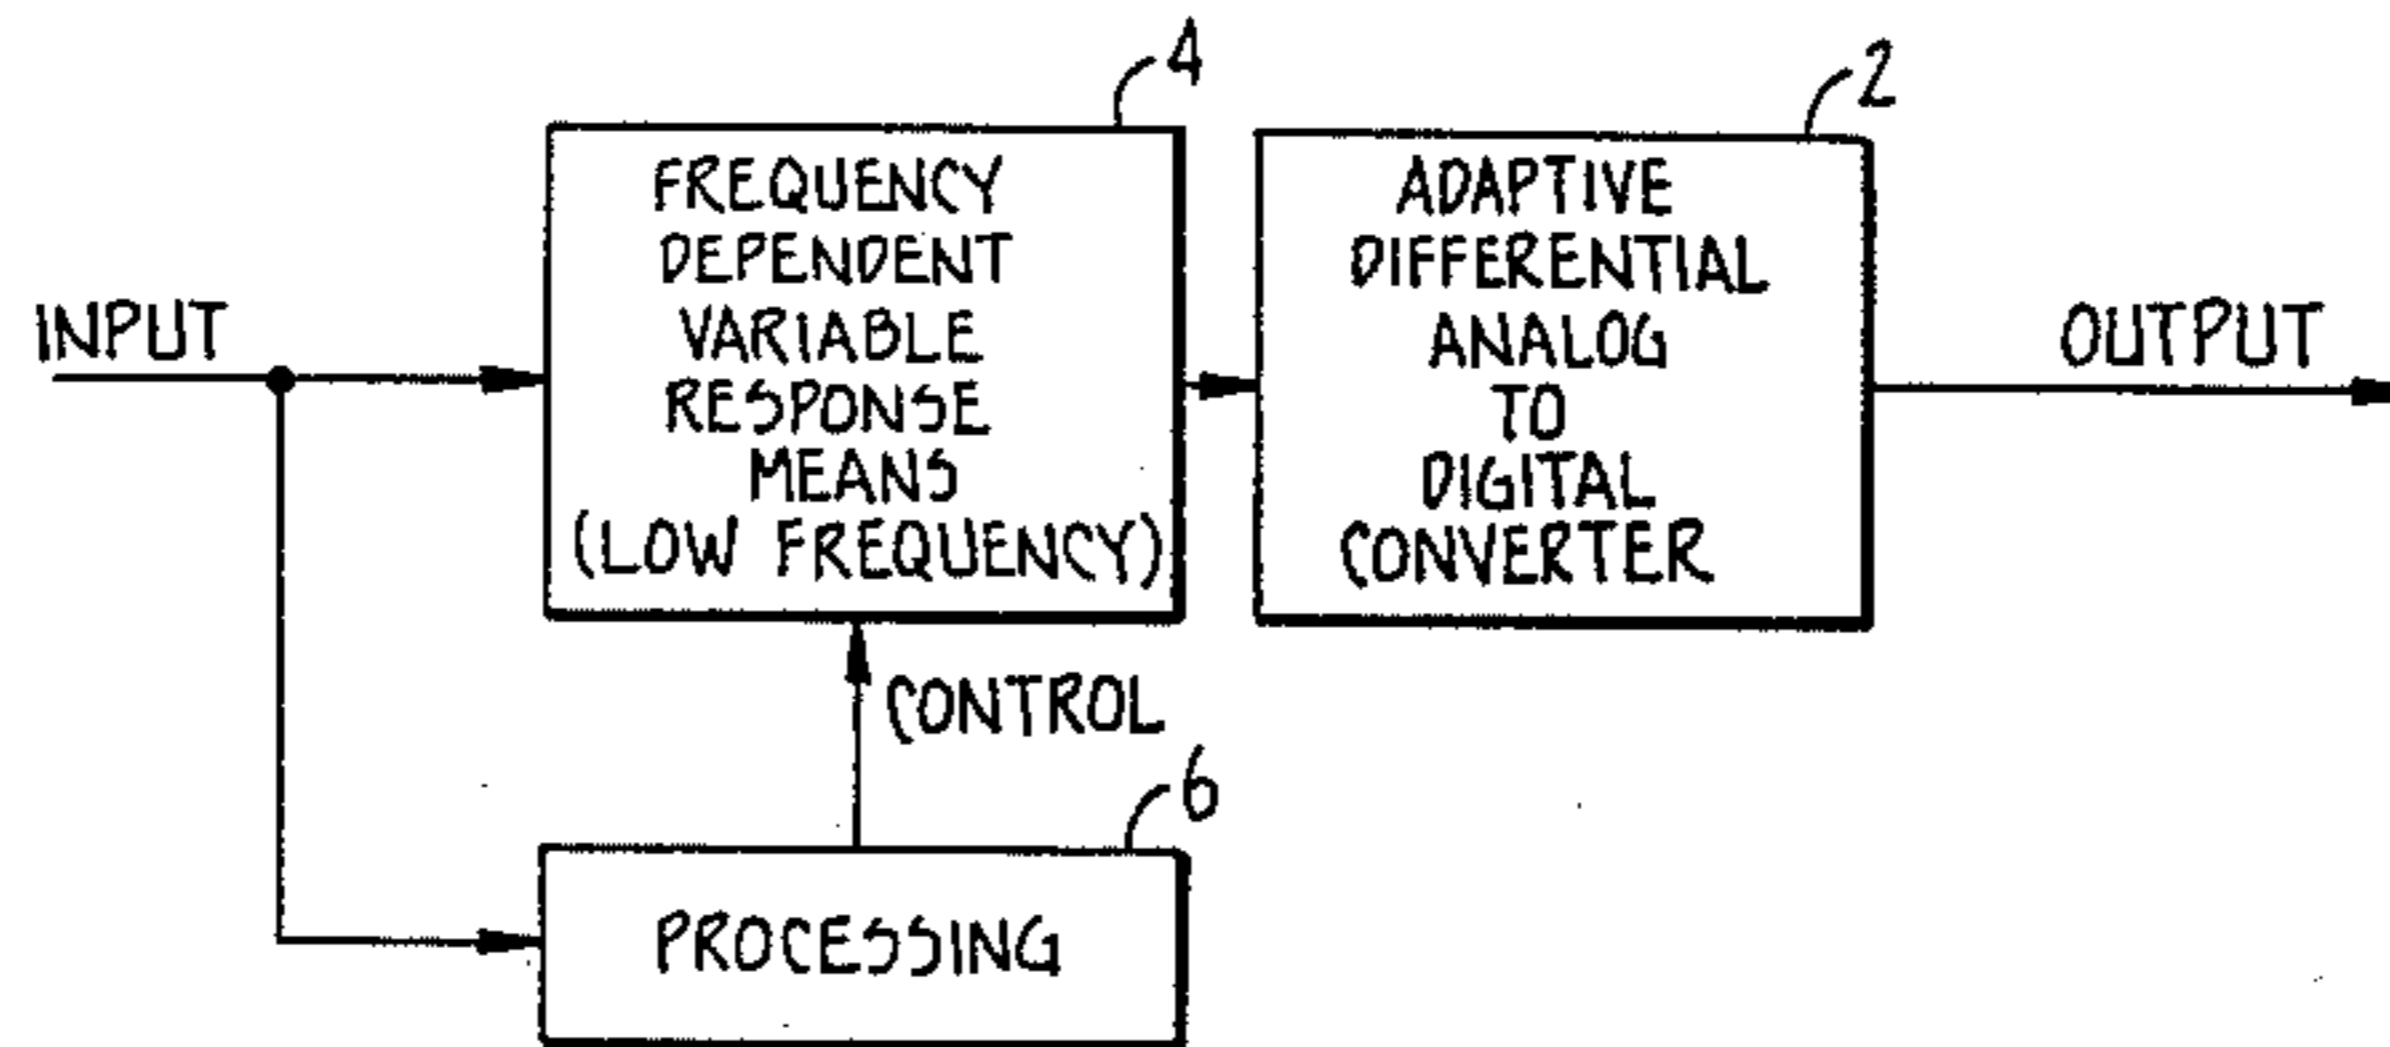 4
2
FREQUENCY
DEPENDENT
VARIABLE
RESPONSE
MEANS
(LOW FREQUENCY)
ADAPTIVE
DIFFERENTIAL
ANALOG
TO
DIGITAL
CONVERTER
INPUT
OUTPUT
CONTROL
6
PROCESSING